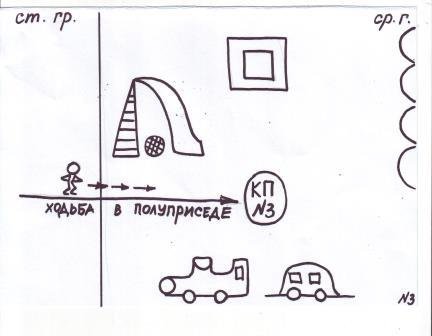 ст. гр.
ср. г.
КП
№3
ХОДЬБА В ПОЛУПРИСЕДЕ
№3